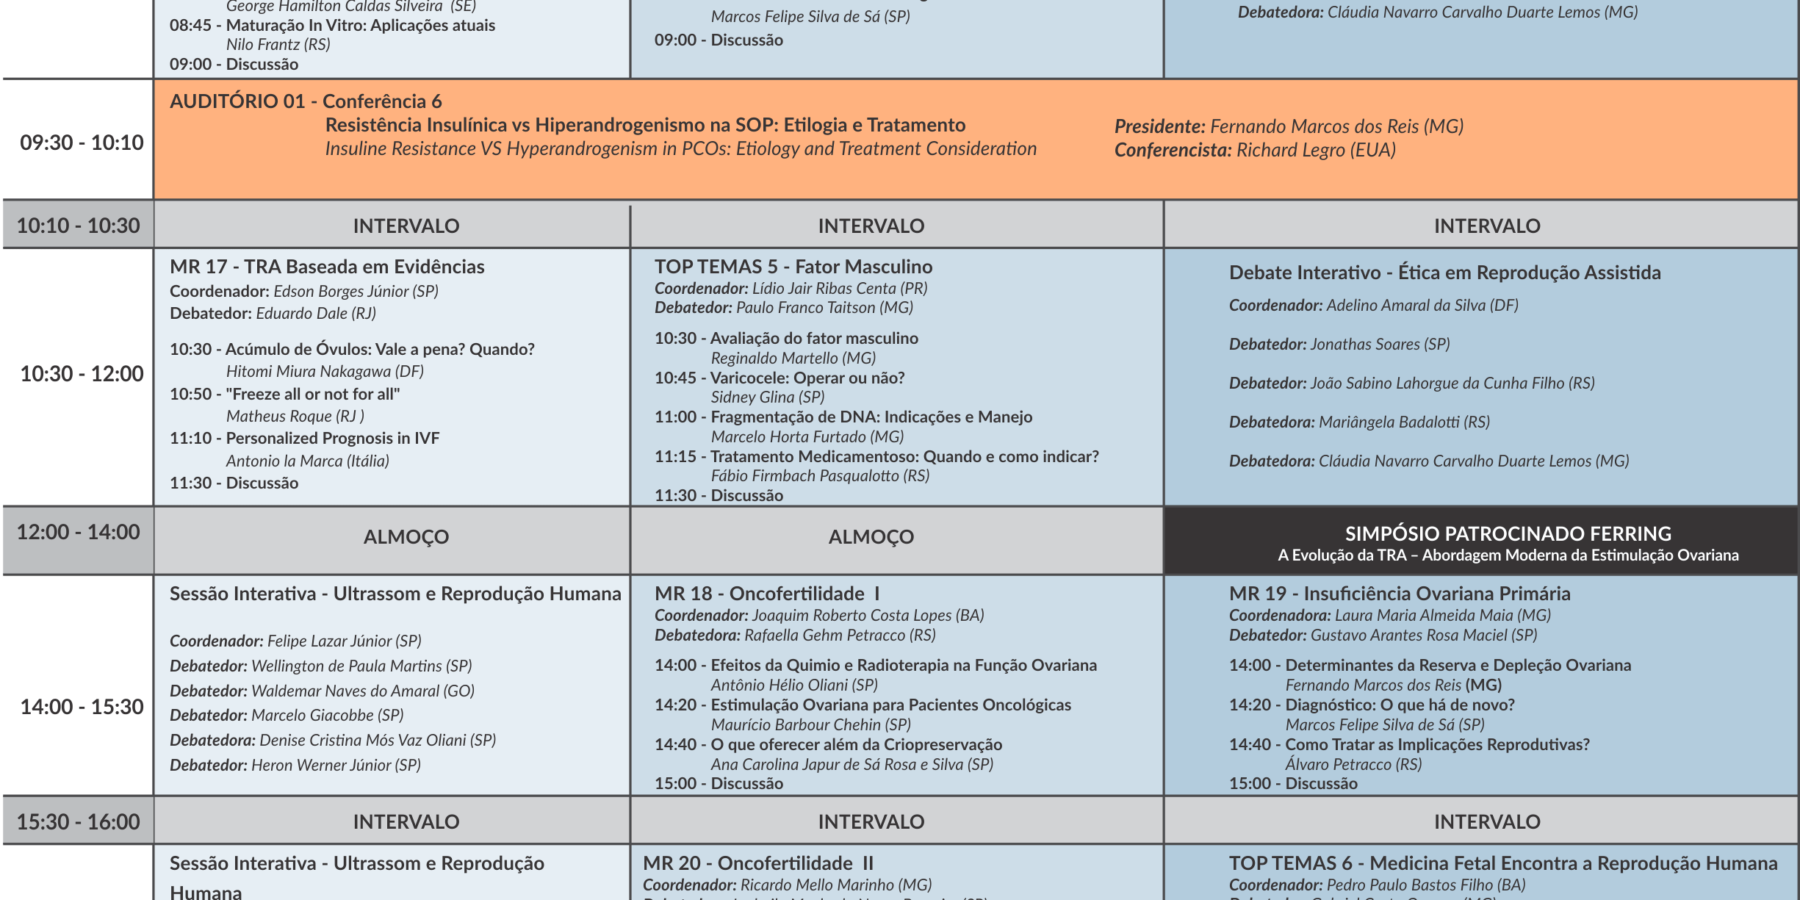 George Hamilton Caldas Silveira (SE)
08:45 - Maturação In Vitro: Aplicações atuais
Nilo Frantz (RS)
09:00 - Discussão
Marcos Felipe Silva de Sá (SP)
09:00 - Discussão
Debatedora: Cláudia Navarro Carvalho Duarte Lemos (MG)
09:30 - 10:10
AUDITÓRIO 01 - Conferência 6
Resistência Insulínica vs Hiperandrogenismo na SOP: Etilogia e Tratamento
Insuline Resistance VS Hyperandrogenism in PCOs: Etiology and Treatment Consideration
Presidente: Fernando Marcos dos Reis (MG)
Conferencista: Richard Legro (EUA)
10:10 - 10:30
INTERVALO
INTERVALO
INTERVALO
10:30 - 12:00
MR 17 - TRA Baseada em Evidências
Coordenador: Edson Borges Júnior (SP)
Debatedor: Eduardo Dale (RJ)
10:30 - Acúmulo de Óvulos: Vale a pena? Quando?
Hitomi Miura Nakagawa (DF)
10:50 - "Freeze all or not for all"
Matheus Roque (RJ )
11:10 - Personalized Prognosis in IVF
Antonio la Marca (Itália)
11:30 - Discussão
TOP TEMAS 5 - Fator Masculino
Coordenador: Lídio Jair Ribas Centa (PR)
Debatedor: Paulo Franco Taitson (MG)
10:30 - Avaliação do fator masculino
Reginaldo Martello (MG)
10:45 - Varicocele: Operar ou não?
Sidney Glina (SP)
11:00 - Fragmentação de DNA: Indicações e Manejo
Marcelo Horta Furtado (MG)
11:15 - Tratamento Medicamentoso: Quando e como indicar?
Fábio Firmbach Pasqualotto (RS)
11:30 - Discussão
Debate Interativo - Ética em Reprodução Assistida
Coordenador: Adelino Amaral da Silva (DF)
Debatedor: Jonathas Soares (SP)
Debatedor: João Sabino Lahorgue da Cunha Filho (RS)
Debatedora: Mariângela Badalotti (RS)
Debatedora: Cláudia Navarro Carvalho Duarte Lemos (MG)
12:00 - 14:00
ALMOÇO
ALMOÇO
SIMPÓSIO PATROCINADO FERRING
A Evolução da TRA – Abordagem Moderna da Estimulação Ovariana
14:00 - 15:30
Sessão Interativa - Ultrassom e Reprodução Humana
Coordenador: Felipe Lazar Júnior (SP)
Debatedor: Wellington de Paula Martins (SP)
Debatedor: Waldemar Naves do Amaral (GO)
Debatedor: Marcelo Giacobbe (SP)
Debatedora: Denise Cristina Mós Vaz Oliani (SP)
Debatedor: Heron Werner Júnior (SP)
MR 18 - Oncofertilidade I
Coordenador: Joaquim Roberto Costa Lopes (BA)
Debatedora: Rafaella Gehm Petracco (RS)
14:00 - Efeitos da Quimio e Radioterapia na Função Ovariana
Antônio Hélio Oliani (SP)
14:20 - Estimulação Ovariana para Pacientes Oncológicas
Maurício Barbour Chehin (SP)
14:40 - O que oferecer além da Criopreservação
Ana Carolina Japur de Sá Rosa e Silva (SP)
15:00 - Discussão
MR 19 - Insuficiência Ovariana Primária
Coordenadora: Laura Maria Almeida Maia (MG)
Debatedor: Gustavo Arantes Rosa Maciel (SP)
14:00 - Determinantes da Reserva e Depleção Ovariana
Fernando Marcos dos Reis (MG)
14:20 - Diagnóstico: O que há de novo?
Marcos Felipe Silva de Sá (SP)
14:40 - Como Tratar as Implicações Reprodutivas?
Álvaro Petracco (RS)
15:00 - Discussão
15:30 - 16:00
INTERVALO
INTERVALO
INTERVALO
Sessão Interativa - Ultrassom e Reprodução
Humana
MR 20 - Oncofertilidade II
Coordenador: Ricardo Mello Marinho (MG)
TOP TEMAS 6 - Medicina Fetal Encontra a Reprodução Humana
Coordenador: Pedro Paulo Bastos Filho (BA)